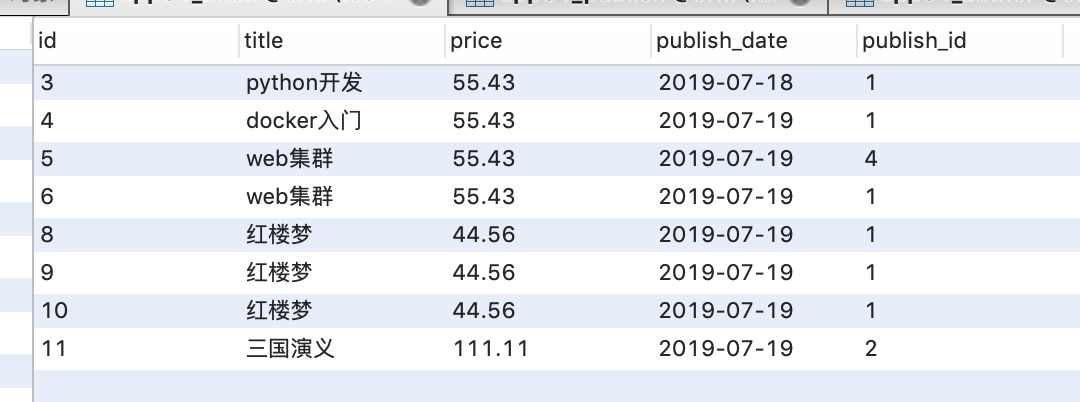 id title price publish_date publish_id
3 python开发 55.43 2019-07-18 1
4 docker入门 55.43 2019-07-19 1
5 web集群 55.43 2019-07-19 4
6 web集群 55.43 2019-07-19 1
8 红楼梦 44.56 2019-07-19 1
9 红楼梦 44.56 2019-07-19 1
10 红楼梦 44.56 2019-07-19 1
11 三国演义 111.11 2019-07-19 2